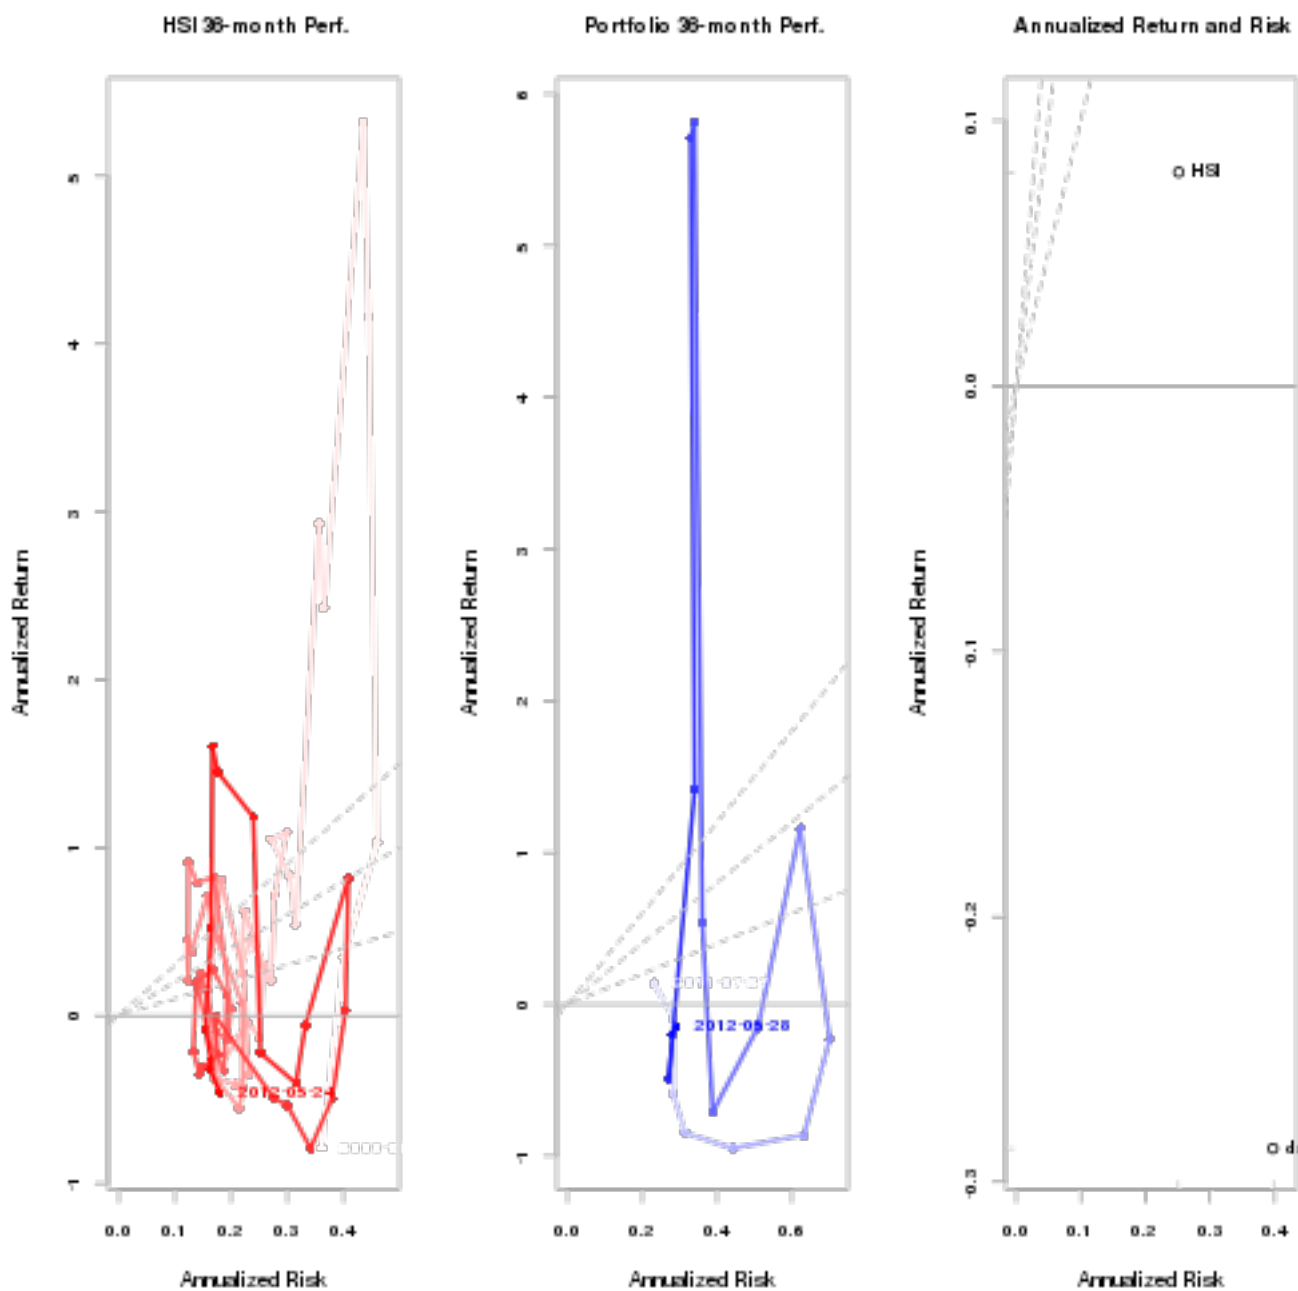 HSI 36-month Perf.
Annualized Return
5
4
3
2
1
0
-1
2012-05-24
0.0 0.1 0.2 0.3 0.4
Annualized Risk
Portfolio 36-month Perf.
Annualized Return
6
5
4
3
2
1
0
-1
2012-05-28
0.0 0.2 0.4 0.6
Annualized Risk
Annualized Return and Risk
Annualized Return
0.1
HSI
0.0
-0.1
-0.2
-0.3
0.0 0.1 0.2 0.3 0.4
Annualized Risk